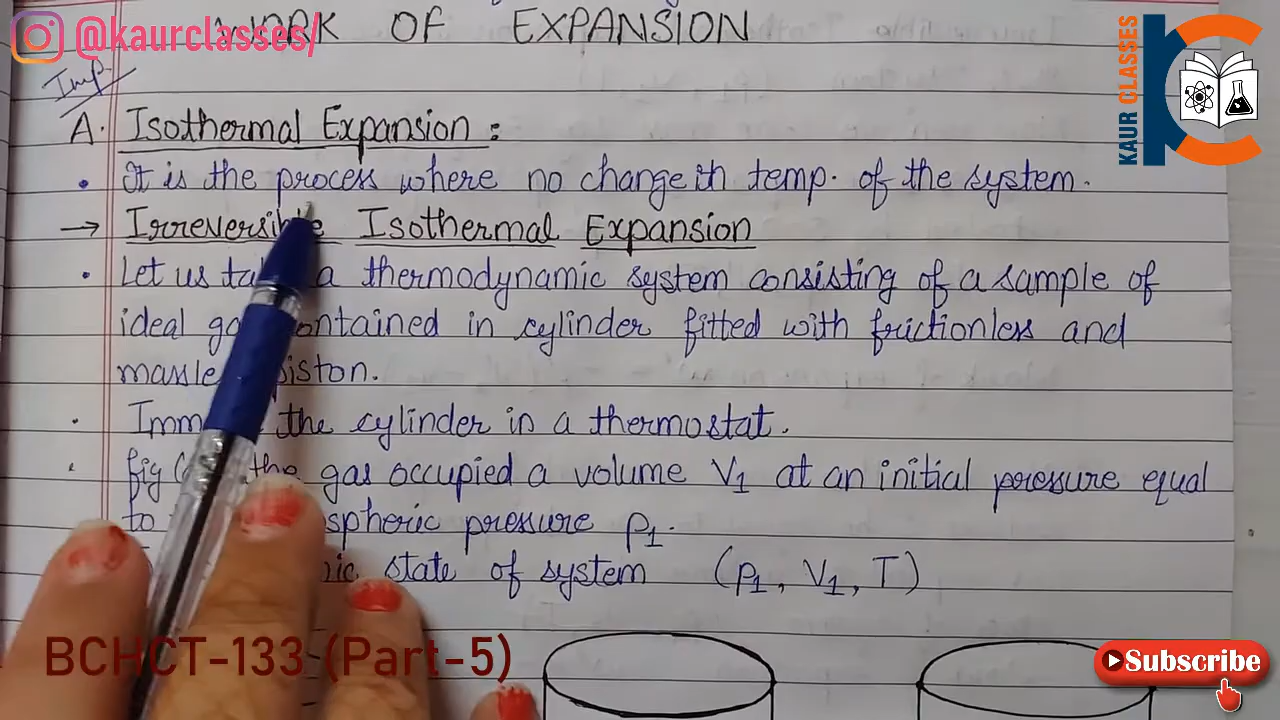 @kaurclasses/
WORK OF EXPANSION
KAUR CLASSES
Imp.
A. Isothermal Expansion :
• It is the process where no change in temp. of the system.
→ Irreversible Isothermal Expansion
• Let us a thermodynamic system consisting of a sample of
ideal contained in cylinder fitted with frictionless and
piston.
• the cylinder in a thermostat.
• fig the gas occupied a volume V1 at an initial pressure equal
to pressure p1.
state of system (p1, V1, T)
BCHCT-133 (Part-5)
Subscribe